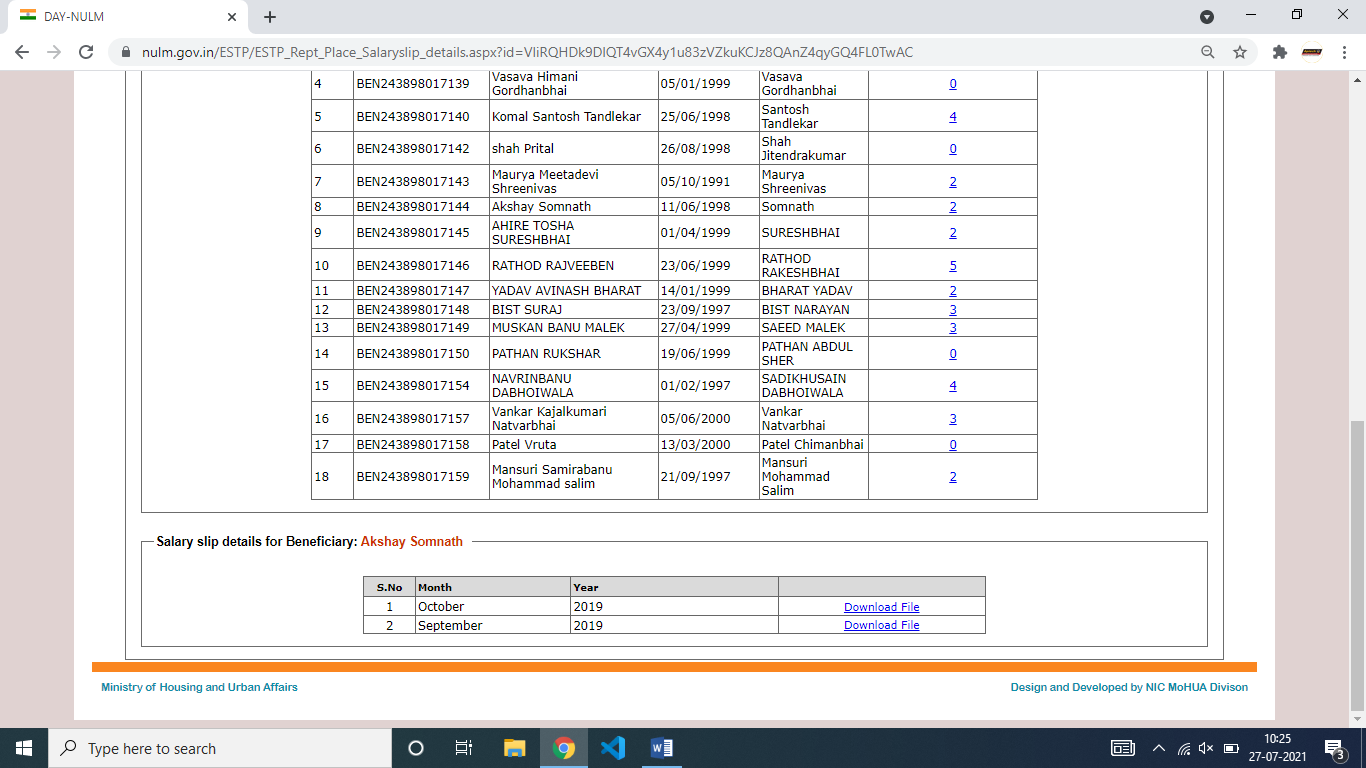 DAY-NULM
nulm.gov.in/ESTP/ESTP_Rept_Place_Salaryslip_details.aspx?id=VIiRQHDk9DlQT4vGX4y1u83zVZkuKCJz8QAnZ4qyGQ4FL0TwAC
4 BEN243898017139 Vasava Himani Gordhanbhai 05/01/1999 Vasava Gordhanbhai 0
5 BEN243898017140 Komal Santosh Tandlekar 25/06/1998 Santosh Tandlekar 4
6 BEN243898017142 shah Prital 26/08/1998 Shah Jitendrakumar 0
7 BEN243898017143 Maurya Meetadevi Shreenivas 05/10/1991 Maurya Shreenivas 2
8 BEN243898017144 Akshay Somnath 11/06/1998 Somnath 2
9 BEN243898017145 AHIRE TOSHA SURESHBHAI 01/04/1999 SURESHBHAI 2
10 BEN243898017146 RATHOD RAJVEEBEN 23/06/1999 RATHOD RAKESHBHAI 5
11 BEN243898017147 YADAV AVINASH BHARAT 14/01/1999 BHARAT YADAV 2
12 BEN243898017148 BIST SURAJ 23/09/1997 BIST NARAYAN 3
13 BEN243898017149 MUSKAN BANU MALEK 27/04/1999 SAEED MALEK 3
14 BEN243898017150 PATHAN RUKSHAR 19/06/1999 PATHAN ABDUL SHER 0
15 BEN243898017154 NAVRINBANU DABHOIWALA 01/02/1997 SADIKHUSAIN DABHOIWALA 4
16 BEN243898017157 Vankar Kajalkumari Natvarbhai 05/06/2000 Vankar Natvarbhai 3
17 BEN243898017158 Patel Vruta 13/03/2000 Patel Chimanbhai 0
18 BEN243898017159 Mansuri Samirabanu Mohammad salim 21/09/1997 Mansuri Mohammad Salim 2
Salary slip details for Beneficiary: Akshay Somnath
S.No Month Year
1 October 2019 Download File
2 September 2019 Download File
Ministry of Housing and Urban Affairs
Design and Developed by NIC MoHUA Divison
Type here to search
10:25
27-07-2021
3